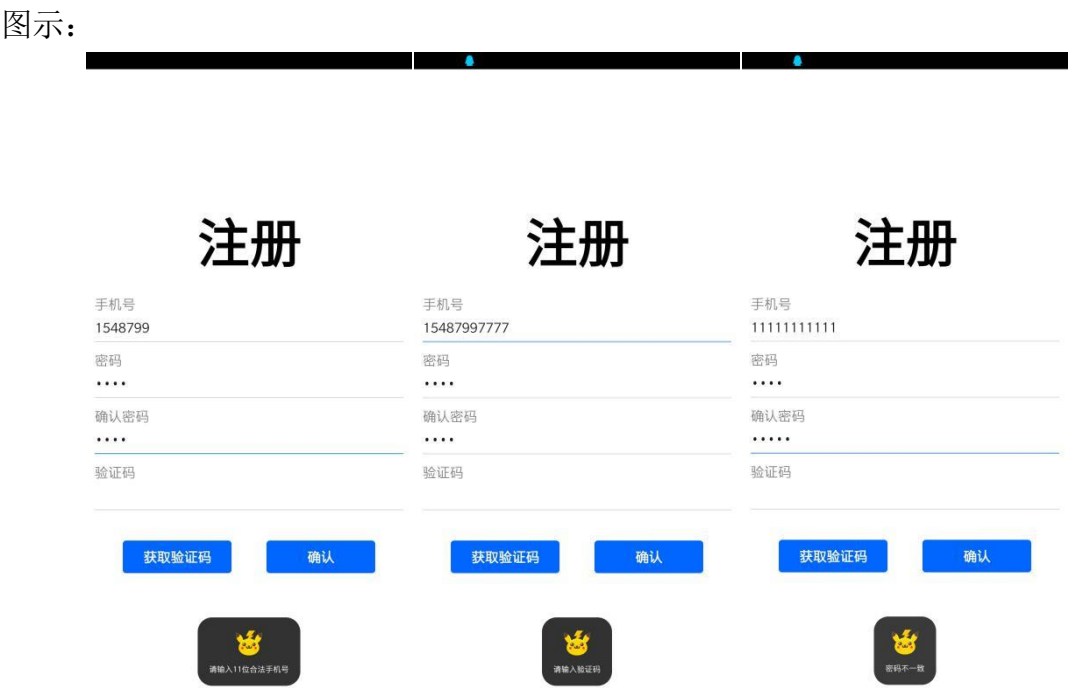 图示：
注册
手机号
1548799
密码
••••
确认密码
••••
验证码
获取验证码 确认
请输入11位合法手机号
注册
手机号
15487997777
密码
••••
确认密码
••••
验证码
获取验证码 确认
请输入验证码
注册
手机号
11111111111
密码
••••
确认密码
•••••
验证码
获取验证码 确认
密码不一致